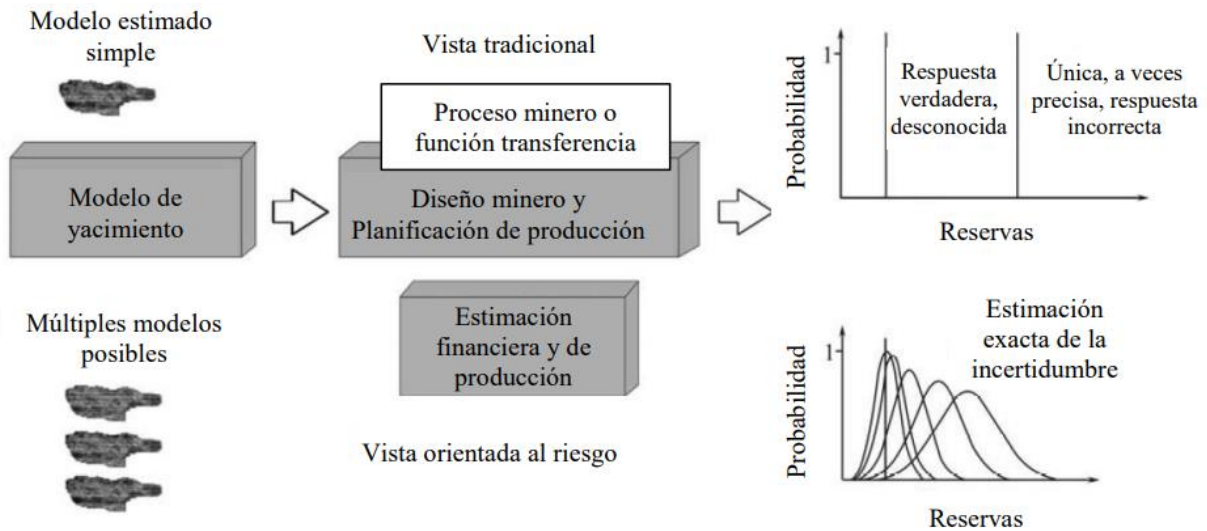 Modelo estimado
simple
Modelo de
yacimiento
Múltiples modelos
posibles
Vista tradicional
Proceso minero o
función transferencia
Diseño minero y
Planificación de producción
Estimación
financiera y de
producción
Vista orientada al riesgo
Probabilidad
1
Respuesta
verdadera,
desconocida
Única, a veces
precisa, respuesta
incorrecta
Reservas
Probabilidad
1
Estimación
exacta de la
incertidumbre
Reservas